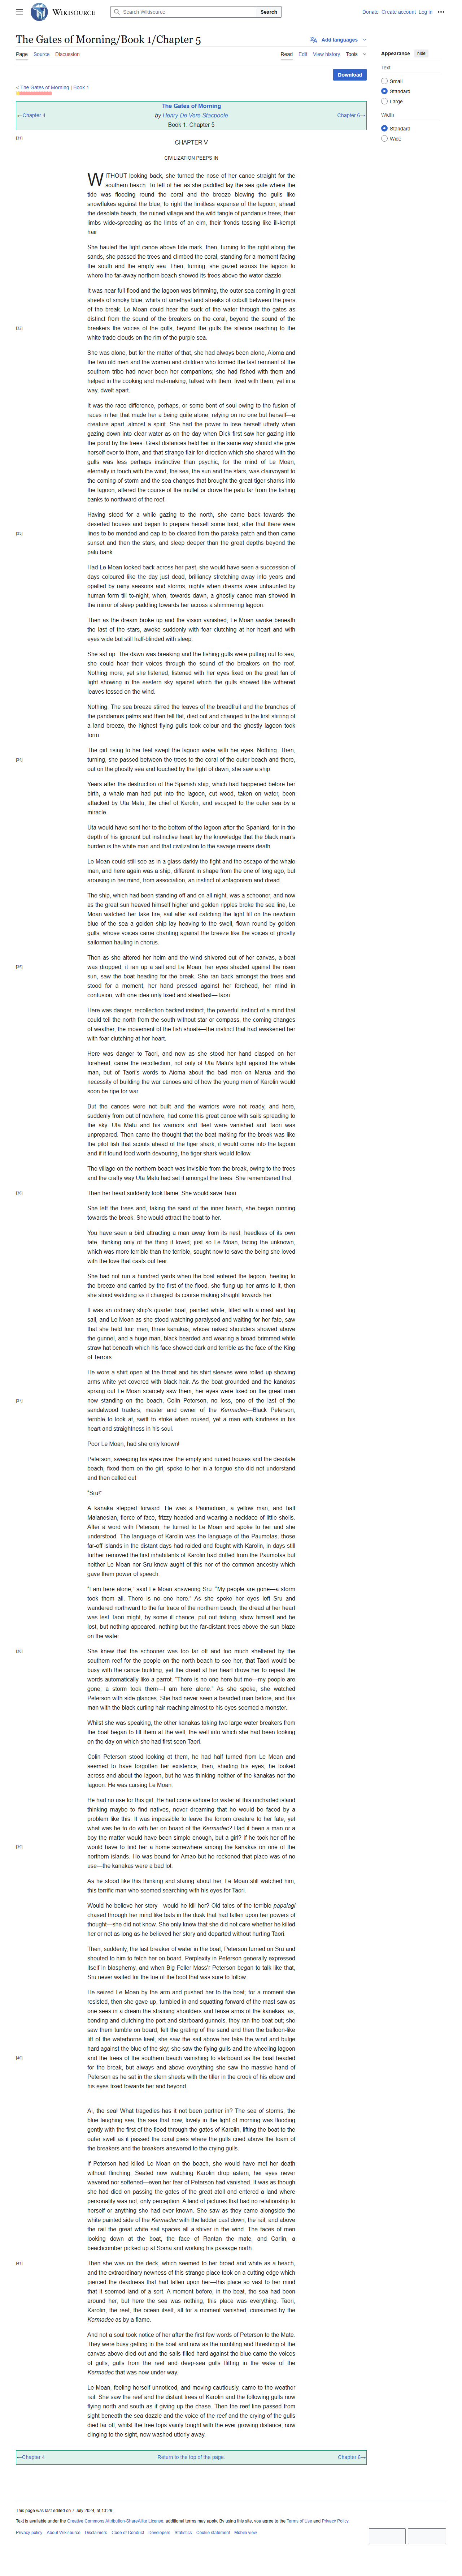 Wikisource
Search Wikisource
Search
Donate Create account Log in
The Gates of Morning/Book 1/Chapter 5
Add languages
Page Source Discussion
Read Edit View history Tools
Download
Appearance hide
Text
Small
Standard
Large
Width
Standard
Wide
< The Gates of Morning | Book 1
The Gates of Morning
←Chapter 4 by Henry De Vere Stacpoole Chapter 6→
Book 1: Chapter 5
[31]
CHAPTER V
CIVILIZATION PEEPS IN
WITHOUT looking back, she turned the nose of her canoe straight for the
southern beach. To left of her as she paddled lay the sea gate where the
tide was flooding round the coral and the breeze blowing the gulls like
snowflakes against the blue; to right the limitless expanse of the lagoon; ahead
the desolate beach, the ruined village and the wild tangle of pandanus trees, their
limbs wide-spreading as the limbs of an elm, their fronds tossing like ill-kempt
hair.
She hauled the light canoe above tide mark, then, turning to the right along the
sands, she passed the trees and climbed the coral, standing for a moment facing
the south and the empty sea. Then, turning, she gazed across the lagoon to
where the far-away northern beach showed its trees above the water dazzle.
It was near full flood and the lagoon was brimming, the outer sea coming in great
sheets of smoky blue, whirls of amethyst and streaks of cobalt between the piers
of the break. Le Moan could hear the suck of the water through the gates as
distinct from the sound of the breakers on the coral, beyond the sound of the
[32]
breakers the voices of the gulls, beyond the gulls the silence reaching to the
white trade clouds on the rim of the purple sea.
She was alone, but for the matter of that, she had always been alone, Aioma and
the two old men and the women and children who formed the last remnant of the
southern tribe had never been her companions; she had fished with them and
helped in the cooking and mat-making, talked with them, lived with them, yet in a
way, dwelt apart.
It was the race difference, perhaps, or some bent of soul owing to the fusion of
races in her that made her a being quite alone, relying on no one but herself—a
creature apart, almost a spirit. She had the power to lose herself utterly when
gazing down into clear water as on the day when Dick first saw her gazing into
the pond by the trees. Great distances held her in the same way should she give
herself over to them, and that strange flair for direction which she shared with the
gulls was less perhaps instinctive than psychic, for the mind of Le Moan,
eternally in touch with the wind, the sea, the sun and the stars, was clairvoyant to
the coming of storm and the sea changes that brought the great tiger sharks into
the lagoon, altered the course of the mullet or drove the palu far from the fishing
banks to northward of the reef.
Having stood for a while gazing to the north, she came back towards the
deserted houses and began to prepare herself some food; after that there were
[33]
lines to be mended and oap to be cleared from the paraka patch and then came
sunset and then the stars, and sleep deeper than the great depths beyond the
palu bank.
Had Le Moan looked back across her past, she would have seen a succession of
days coloured like the day just dead, brilliancy stretching away into years and
opalled by rainy seasons and storms, nights when dreams were unhaunted by
human form till to-night, when, towards dawn, a ghostly canoe man showed in
the mirror of sleep paddling towards her across a shimmering lagoon.
Then as the dream broke up and the vision vanished, Le Moan awoke beneath
the last of the stars, awoke suddenly with fear clutching at her heart and with
eyes wide but still half-blinded with sleep.
She sat up. The dawn was breaking and the fishing gulls were putting out to sea;
she could hear their voices through the sound of the breakers on the reef.
Nothing more, yet she listened, listened with her eyes fixed on the great fan of
light showing in the eastern sky against which the gulls showed like withered
leaves tossed on the wind.
Nothing. The sea breeze stirred the leaves of the breadfruit and the branches of
the pandamus palms and then fell flat, died out and changed to the first stirring of
a land breeze, the highest flying gulls took colour and the ghostly lagoon took
form.
The girl rising to her feet swept the lagoon water with her eyes. Nothing. Then,
[34]
turning, she passed between the trees to the coral of the outer beach and there,
out on the ghostly sea and touched by the light of dawn, she saw a ship.
Years after the destruction of the Spanish ship, which had happened before her
birth, a whale man had put into the lagoon, cut wood, taken on water, been
attacked by Uta Matu, the chief of Karolin, and escaped to the outer sea by a
miracle.
Uta would have sent her to the bottom of the lagoon after the Spaniard, for in the
depth of his ignorant but instinctive heart lay the knowledge that the black man's
burden is the white man and that civilization to the savage means death.
Le Moan could still see as in a glass darkly the fight and the escape of the whale
man, and here again was a ship, different in shape from the one of long ago, but
arousing in her mind, from association, an instinct of antagonism and dread.
The ship, which had been standing off and on all night, was a schooner, and now
as the great sun heaved himself higher and golden ripples broke the sea line, Le
Moan watched her take fire, sail after sail catching the light till on the newborn
blue of the sea a golden ship lay heaving to the swell, flown round by golden
gulls, whose voices came chanting against the breeze like the voices of ghostly
sailormen hauling in chorus.
Then as she altered her helm and the wind shivered out of her canvas, a boat
[35]
was dropped, it ran up a sail and Le Moan, her eyes shaded against the risen
sun, saw the boat heading for the break. She ran back amongst the trees and
stood for a moment, her hand pressed against her forehead, her mind in
confusion, with one idea only fixed and steadfast—Taori.
Here was danger, recollection backed instinct, the powerful instinct of a mind that
could tell the north from the south without star or compass, the coming changes
of weather, the movement of the fish shoals—the instinct that had awakened her
with fear clutching at her heart.
Here was danger to Taori, and now as she stood her hand clasped on her
forehead, came the recollection, not only of Uta Matu's fight against the whale
man, but of Taori's words to Aioma about the bad men on Marua and the
necessity of building the war canoes and of how the young men of Karolin would
soon be ripe for war.
But the canoes were not built and the warriors were not ready, and here,
suddenly from out of nowhere, had come this great canoe with sails spreading to
the sky. Uta Matu and his warriors and fleet were vanished and Taori was
unprepared. Then came the thought that the boat making for the break was like
the pilot fish that scouts ahead of the tiger shark, it would come into the lagoon
and if it found food worth devouring, the tiger shark would follow.
The village on the northern beach was invisible from the break, owing to the trees
and the crafty way Uta Matu had set it amongst the trees. She remembered that.
[36]
Then her heart suddenly took flame. She would save Taori.
She left the trees and, taking the sand of the inner beach, she began running
towards the break. She would attract the boat to her.
You have seen a bird attracting a man away from its nest, heedless of its own
fate, thinking only of the thing it loved; just so Le Moan, facing the unknown,
which was more terrible than the terrible, sought now to save the being she loved
with the love that casts out fear.
She had not run a hundred yards when the boat entered the lagoon, heeling to
the breeze and carried by the first of the flood, she flung up her arms to it, then
she stood watching as it changed its course making straight towards her.
It was an ordinary ship's quarter boat, painted white, fitted with a mast and lug
sail, and Le Moan as she stood watching paralysed and waiting for her fate, saw
that she held four men, three kanakas, whose naked shoulders showed above
the gunnel, and a huge man, black bearded and wearing a broad-brimmed white
straw hat beneath which his face showed dark and terrible as the face of the King
of Terrors.
He wore a shirt open at the throat and his shirt sleeves were rolled up showing
arms white yet covered with black hair. As the boat grounded and the kanakas
sprang out Le Moan scarcely saw them; her eyes were fixed on the great man
[37]
now standing on the beach, Colin Peterson, no less, one of the last of the
sandalwood traders, master and owner of the Kermadec—Black Peterson,
terrible to look at, swift to strike when roused, yet a man with kindness in his
heart and straightness in his soul.
Poor Le Moan, had she only known!
Peterson, sweeping his eyes over the empty and ruined houses and the desolate
beach, fixed them on the girl, spoke to her in a tongue she did not understand
and then called out:
"Sru!"
A kanaka stepped forward. He was a Paumotuan, a yellow man, and half
Malanesian, fierce of face, frizzy headed and wearing a necklace of little shells.
After a word with Peterson, he turned to Le Moan and spoke to her and she
understood. The language of Karolin was the language of the Paumotas; those
far-off islands in the distant days had raided and fought with Karolin, in days still
further removed the first inhabitants of Karolin had drifted from the Paumotas but
neither Le Moan nor Sru knew aught of this nor of the common ancestry which
gave them power of speech.
"I am here alone," said Le Moan answering Sru. "My people are gone—a storm
took them all. There is no one here." As she spoke her eyes left Sru and
wandered northward to the far trace of the northern beach, the dread at her heart
was lest Taori might, by some ill-chance, put out fishing, show himself and be
lost, but nothing appeared, nothing but the far-distant trees above the sun blaze
on the water.
[38]
She knew that the schooner was too far off and too much sheltered by the
southern reef for the people on the north beach to see her, that Taori would be
busy with the canoe building, yet the dread at her heart drove her to repeat the
words automatically like a parrot. "There is no one here but me—my people are
gone, a storm took them—I am here alone." As she spoke, she watched
Peterson with side glances. She had never seen a bearded man before, and this
man with the black curling hair reaching almost to his eyes seemed a monster.
Whilst she was speaking, the other kanakas taking two large water breakers from
the boat began to fill them at the well, the well into which she had been looking
on the day on which she had first seen Taori.
Colin Peterson stood looking at them, he had half turned from Le Moan and
seemed to have forgotten her existence; then, shading his eyes, he looked
across and about the lagoon, but he was thinking neither of the kanakas nor the
lagoon. He was cursing Le Moan.
He had no use for this girl. He had come ashore for water at this uncharted island
thinking maybe to find natives, never dreaming that he would be faced by a
problem like this. It was impossible to leave the forlorn creature to her fate, yet
what was he to do with her on board of the Kermadec? Had it been a man or a
boy the matter would have been simple enough, but a girl? If he took her off he
[39]
would have to find her a home somewhere among the kanakas on one of the
northern islands. He was bound for Amao but he reckoned that place was of no
use—the kanakas were a bad lot.
As he stood like this thinking and staring about her, Le Moan still watched him,
this terrific man who seemed searching with his eyes for Taori.
Would he believe her story—would he kill her? Old tales of the terrible papalagi
chased through her mind like bats in the dusk that had fallen upon her powers of
thought—she did not know. She only knew that she did not care whether he killed
her or not as long as he believed her story and departed without hurting Taori.
Then, suddenly, the last breaker of water in the boat, Peterson turned on Sru and
shouted to him to fetch her on board. Perplexity in Peterson generally expressed
itself in blasphemy, and when Big Feller Mass'r Peterson began to talk like that,
Sru never waited for the toe of the boot that was sure to follow.
He seized Le Moan by the arm and pushed her to the boat; for a moment she
resisted, then she gave up, tumbled in and squatting forward of the mast saw as
one sees in a dream the straining shoulders and tense arms of the kanakas, as,
bending and clutching the port and starboard gunnels, they ran the boat out; she
saw them tumble on board, felt the grating of the sand and then the balloon-like
lift of the waterborne keel; she saw the sail above her take the wind and bulge
hard against the blue of the sky; she saw the flying gulls and the wheeling lagoon
[40]
and the trees of the southern beach vanishing to starboard as the boat headed
for the break; but always and above everything she saw the massive hand of
Peterson as he sat in the stern sheets with the tiller in the crook of his elbow and
his eyes fixed towards her and beyond.
Ai, the sea! What tragedies has it not been partner in? The sea of storms, the
blue laughing sea, the sea that now, lovely in the light of morning was flooding
gently with the first of the flood through the gates of Karolin, lifting the boat to the
outer swell as it passed the coral piers where the gulls cried above the foam of
the breakers and the breakers answered to the crying gulls.
If Peterson had killed Le Moan on the beach, she would have met her death
without flinching. Seated now watching Karolin drop astern, her eyes never
wavered nor softened—even her fear of Peterson had vanished. It was as though
she had died on passing the gates of the great atoll and entered a land where
personality was not, only perception. A land of pictures that had no relationship to
herself or anything she had ever known. She saw as they came alongside the
white painted side of the Kermadec with the ladder cast down, the rail, and above
the rail the great white sail spaces all a-shiver in the wind. The faces of men
looking down at the boat, the face of Rantan the mate, and Carlin, a
beachcomber picked up at Soma and working his passage north.
[41]
Then she was on the deck, which seemed to her broad and white as a beach,
and the extraordinary newness of this strange place took on a cutting edge which
pierced the deadness that had fallen upon her—this place so vast to her mind
that it seemed land of a sort. A moment before, in the boat, the sea had been
around her, but here the sea was nothing, this place was everything. Taori,
Karolin, the reef, the ocean itself, all for a moment vanished, consumed by the
Kermadec as by a flame.
And not a soul took notice of her after the first few words of Peterson to the Mate.
They were busy getting in the boat and now as the rumbling and threshing of the
canvas above died out and the sails filled hard against the blue came the voices
of gulls, gulls from the reef and deep-sea gulls flitting in the wake of the
Kermadec that was now under way.
Le Moan, feeling herself unnoticed, and moving cautiously, came to the weather
rail. She saw the reef and the distant trees of Karolin and the following gulls now
flying north and south as if giving up the chase. Then the reef line passed from
sight beneath the sea dazzle and the voice of the reef and the crying of the gulls
died far off, whilst the tree-tops vainly fought with the ever-growing distance, now
clinging to the sight, now washed utterly away.
←Chapter 4 Return to the top of the page. Chapter 6→
This page was last edited on 7 July 2024, at 13:28.
Text is available under the Creative Commons Attribution-ShareAlike License; additional terms may apply. By using this site, you agree to the Terms of Use and Privacy Policy.
Privacy policy About Wikisource Disclaimers Code of Conduct Developers Statistics Cookie statement Mobile view